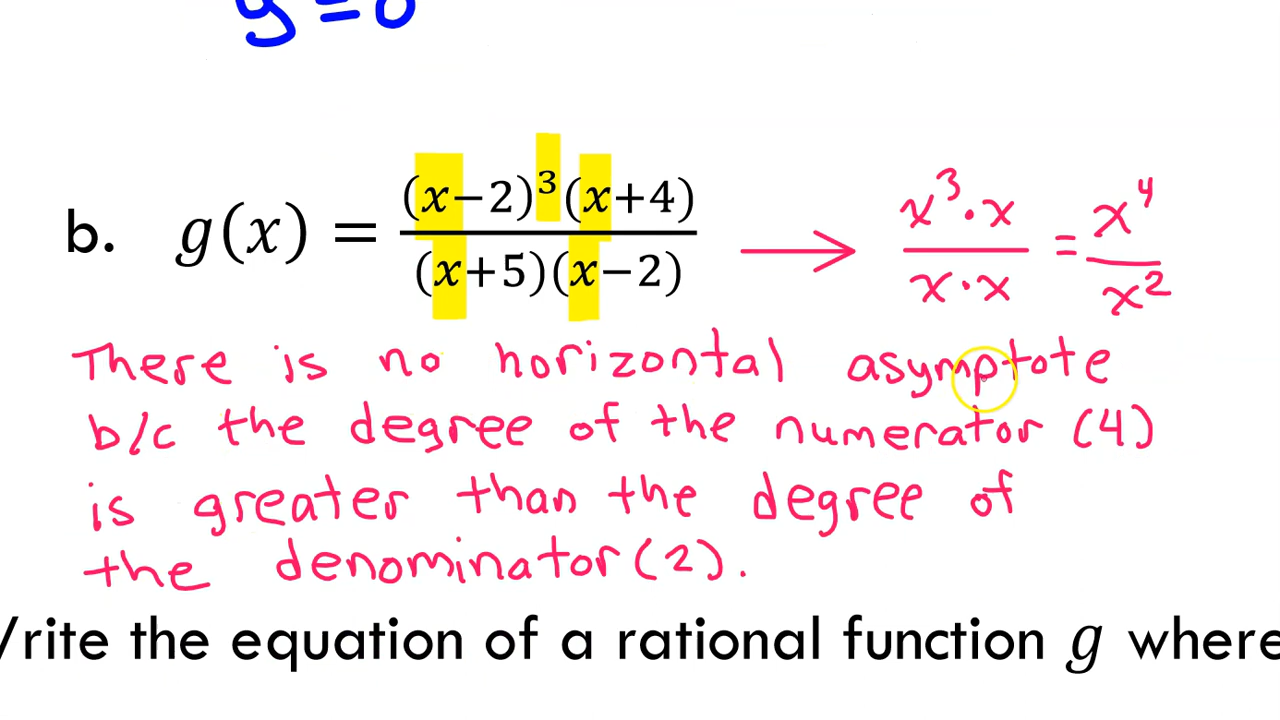 y = 0
b. g(x) = (x−2)³(x+4) / (x+5)(x−2) → x³·x / x·x = x⁴ / x²
There is no horizontal asymptote
b/c the degree of the numerator (4)
is greater than the degree of
the denominator (2).
rite the equation of a rational function g where